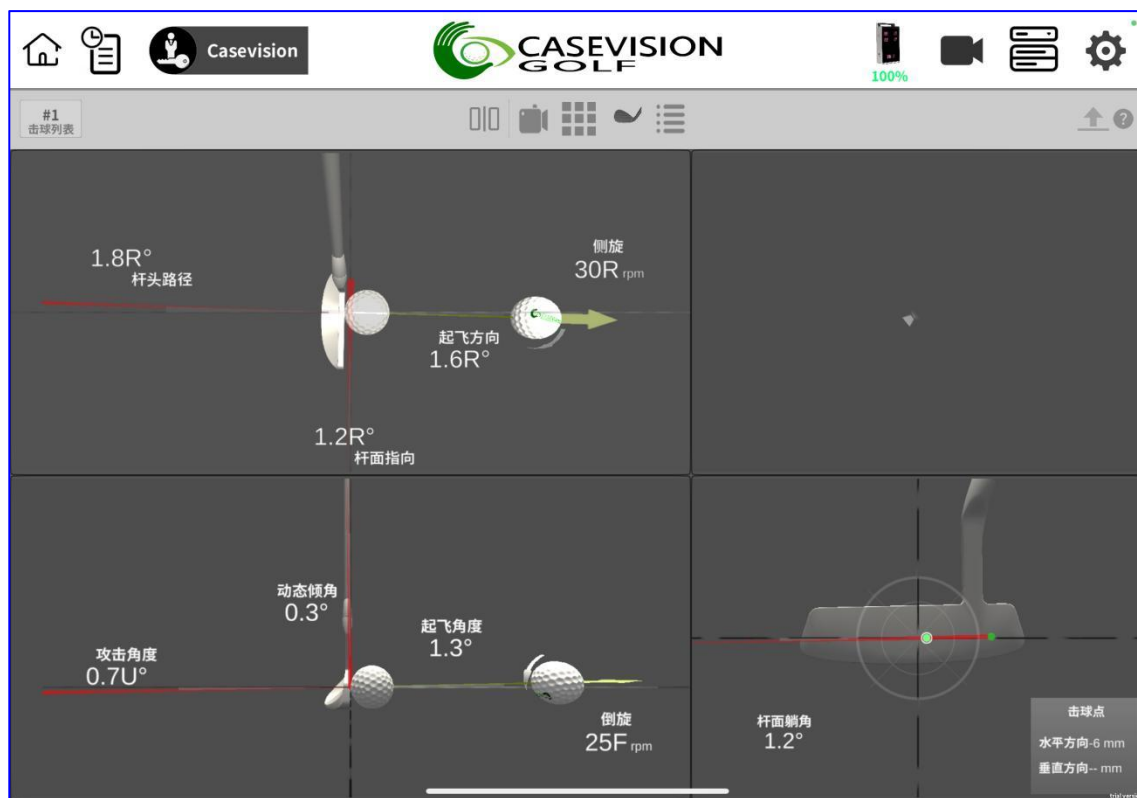 Casevision
CASEVISION
GOLF
100%
#1
击球列表
1.8R°
杆头路径
侧旋
30R rpm
起飞方向
1.6R°
1.2R°
杆面指向
动态倾角
0.3°
起飞角度
1.3°
攻击角度
0.7U°
倒旋
25F rpm
杆面躺角
1.2°
击球点
水平方向-6 mm
垂直方向-- mm